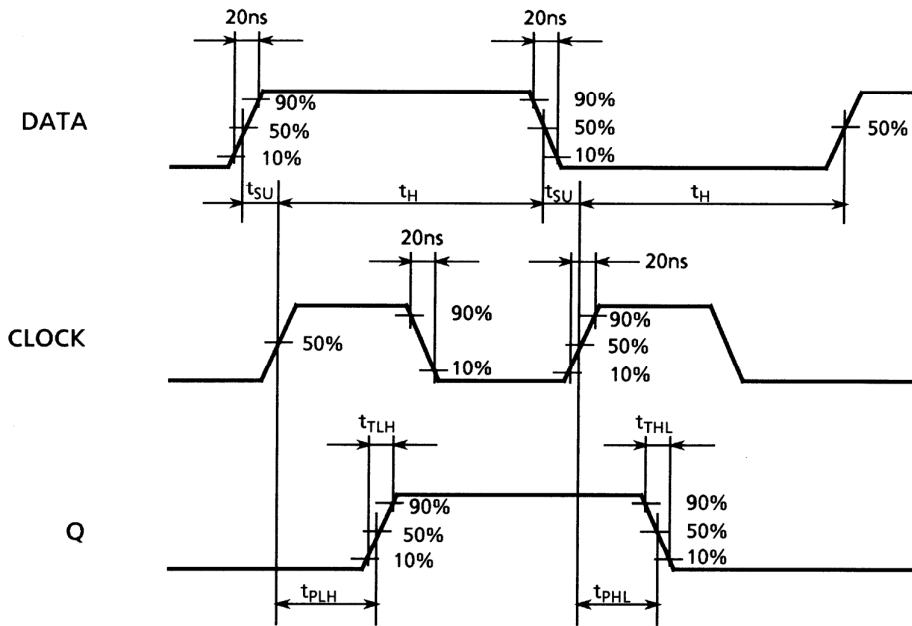 20ns 20ns
DATA
90% 90%
50% 50% 50%
10% 10%
tSU tH tSU tH
20ns 20ns
CLOCK
90% 90%
50% 50%
10% 10%
tTLH tTHL
Q
90% 90%
50% 50%
10% 10%
tPLH tPHL